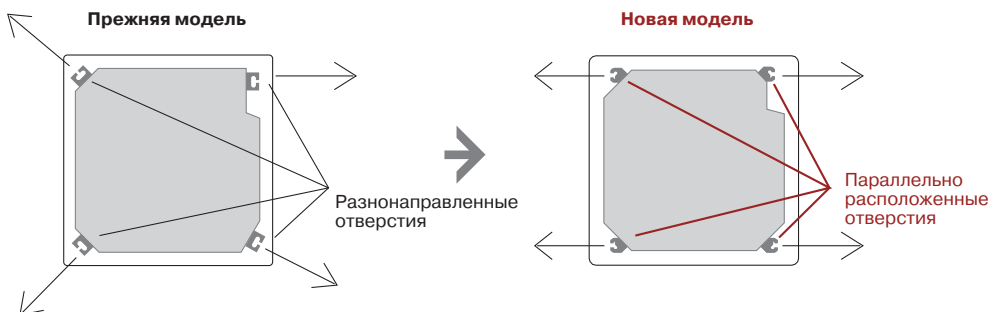 Прежняя модель
Новая модель
Разнонаправленные
отверстия
Параллельно
расположенные
отверстия